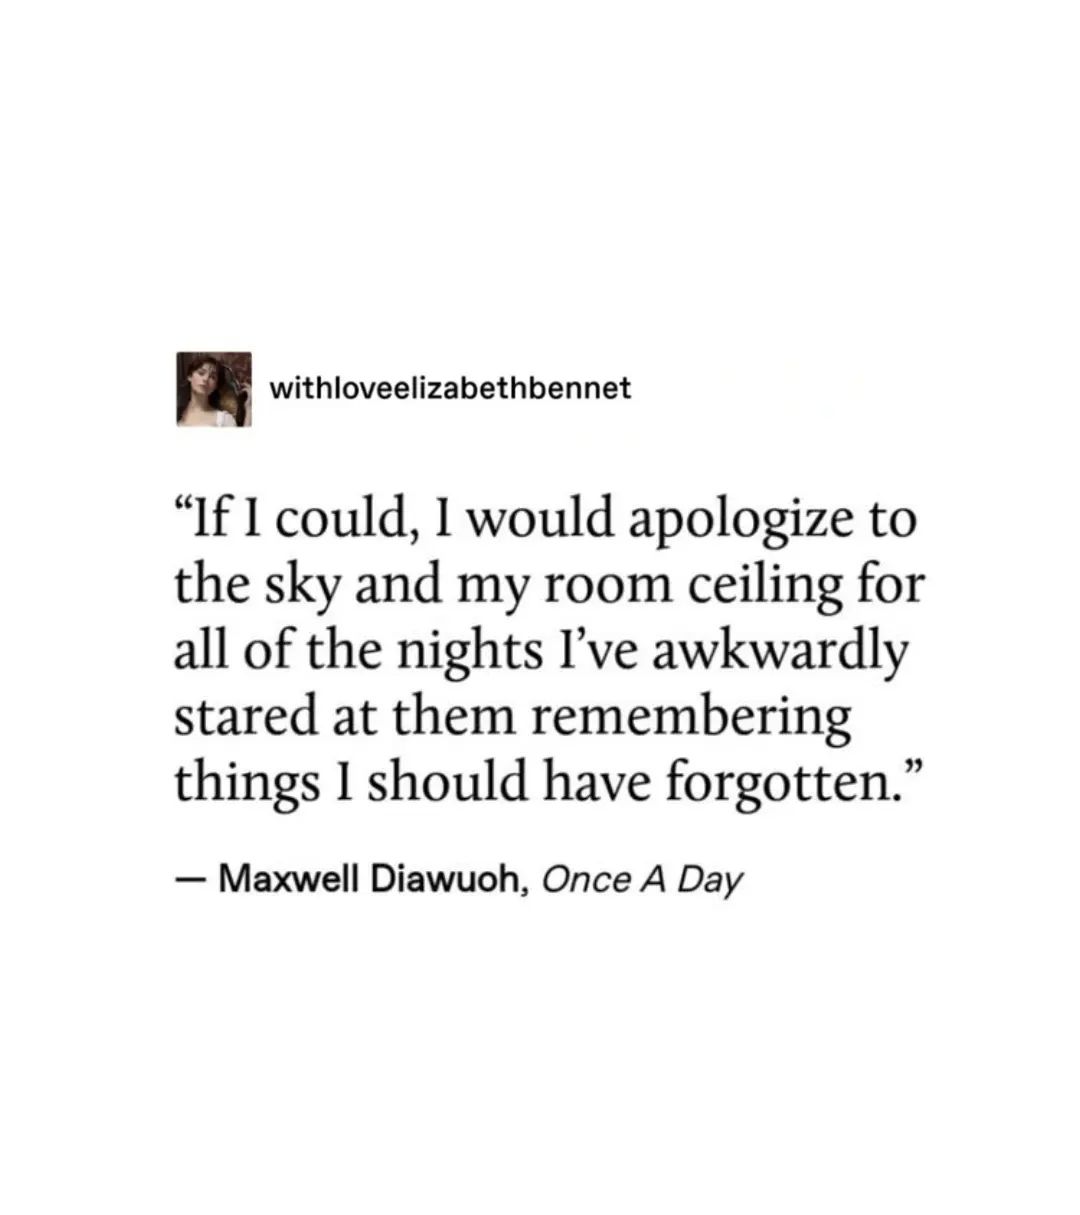 withloveelizabethbennet
“If I could, I would apologize to
the sky and my room ceiling for
all of the nights I’ve awkwardly
stared at them remembering
things I should have forgotten.”
— Maxwell Diawuoh, Once A Day